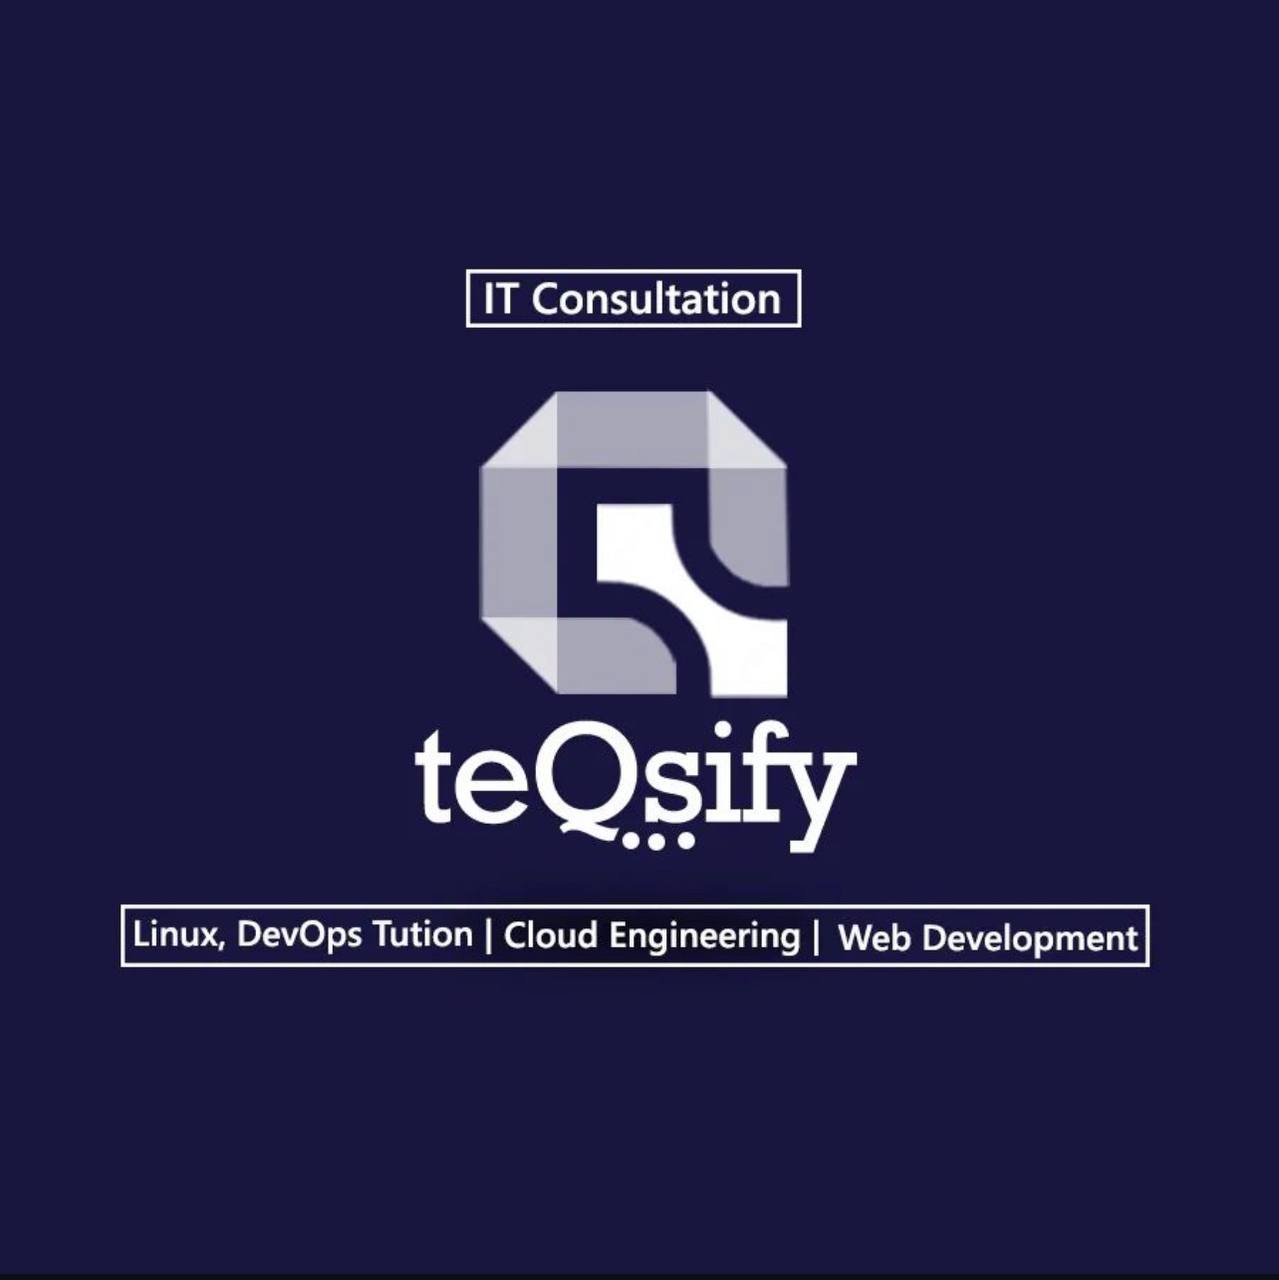 IT Consultation
teQsify
Linux, DevOps Tution | Cloud Engineering | Web Development